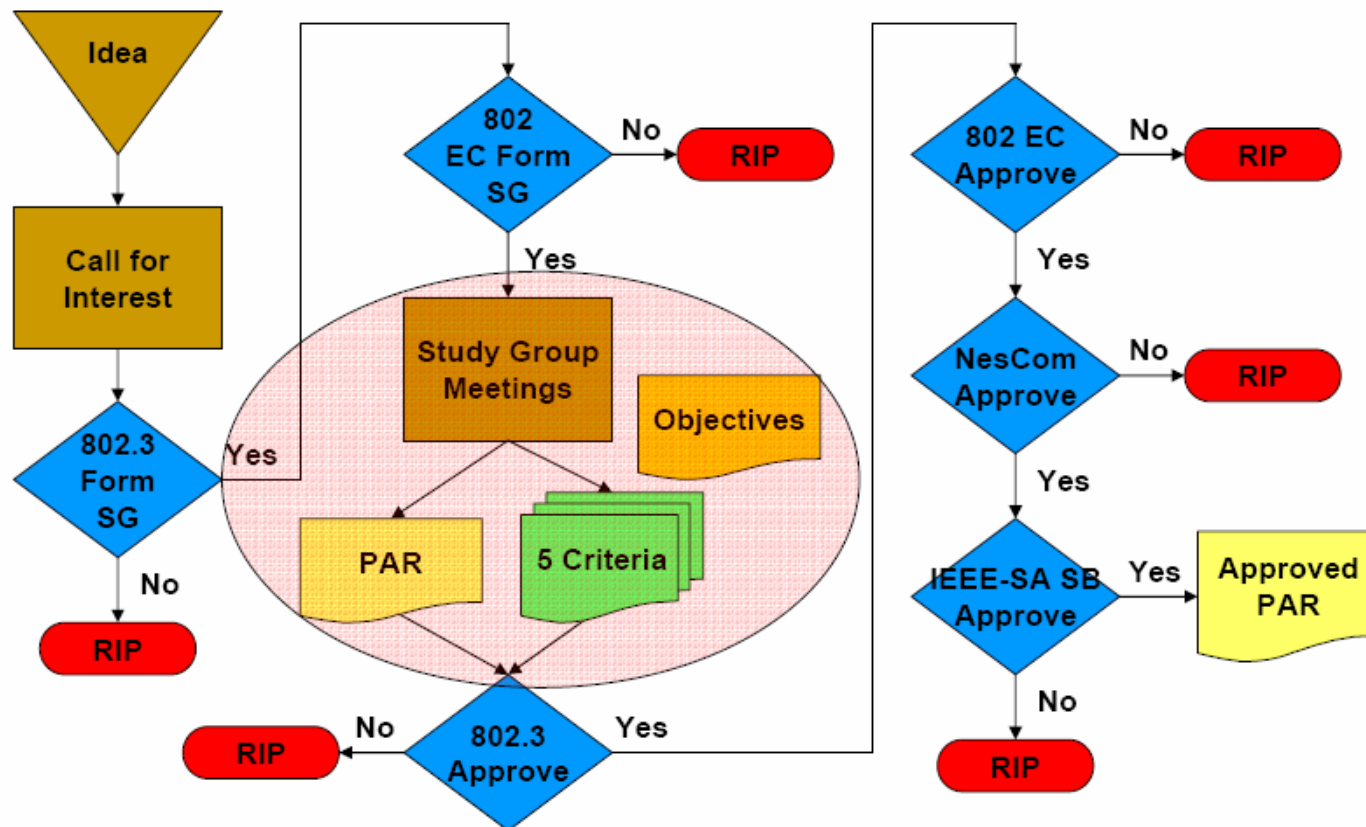 Idea
Call for
Interest
802.3
Form
SG
Yes
No
RIP
802
EC Form
SG
No
RIP
Yes
Study Group
Meetings
Objectives
PAR
5 Criteria
802.3
Approve
No
RIP
Yes
802 EC
Approve
No
RIP
Yes
NesCom
Approve
No
RIP
Yes
IEEE-SA SB
Approve
Yes
Approved
PAR
No
RIP